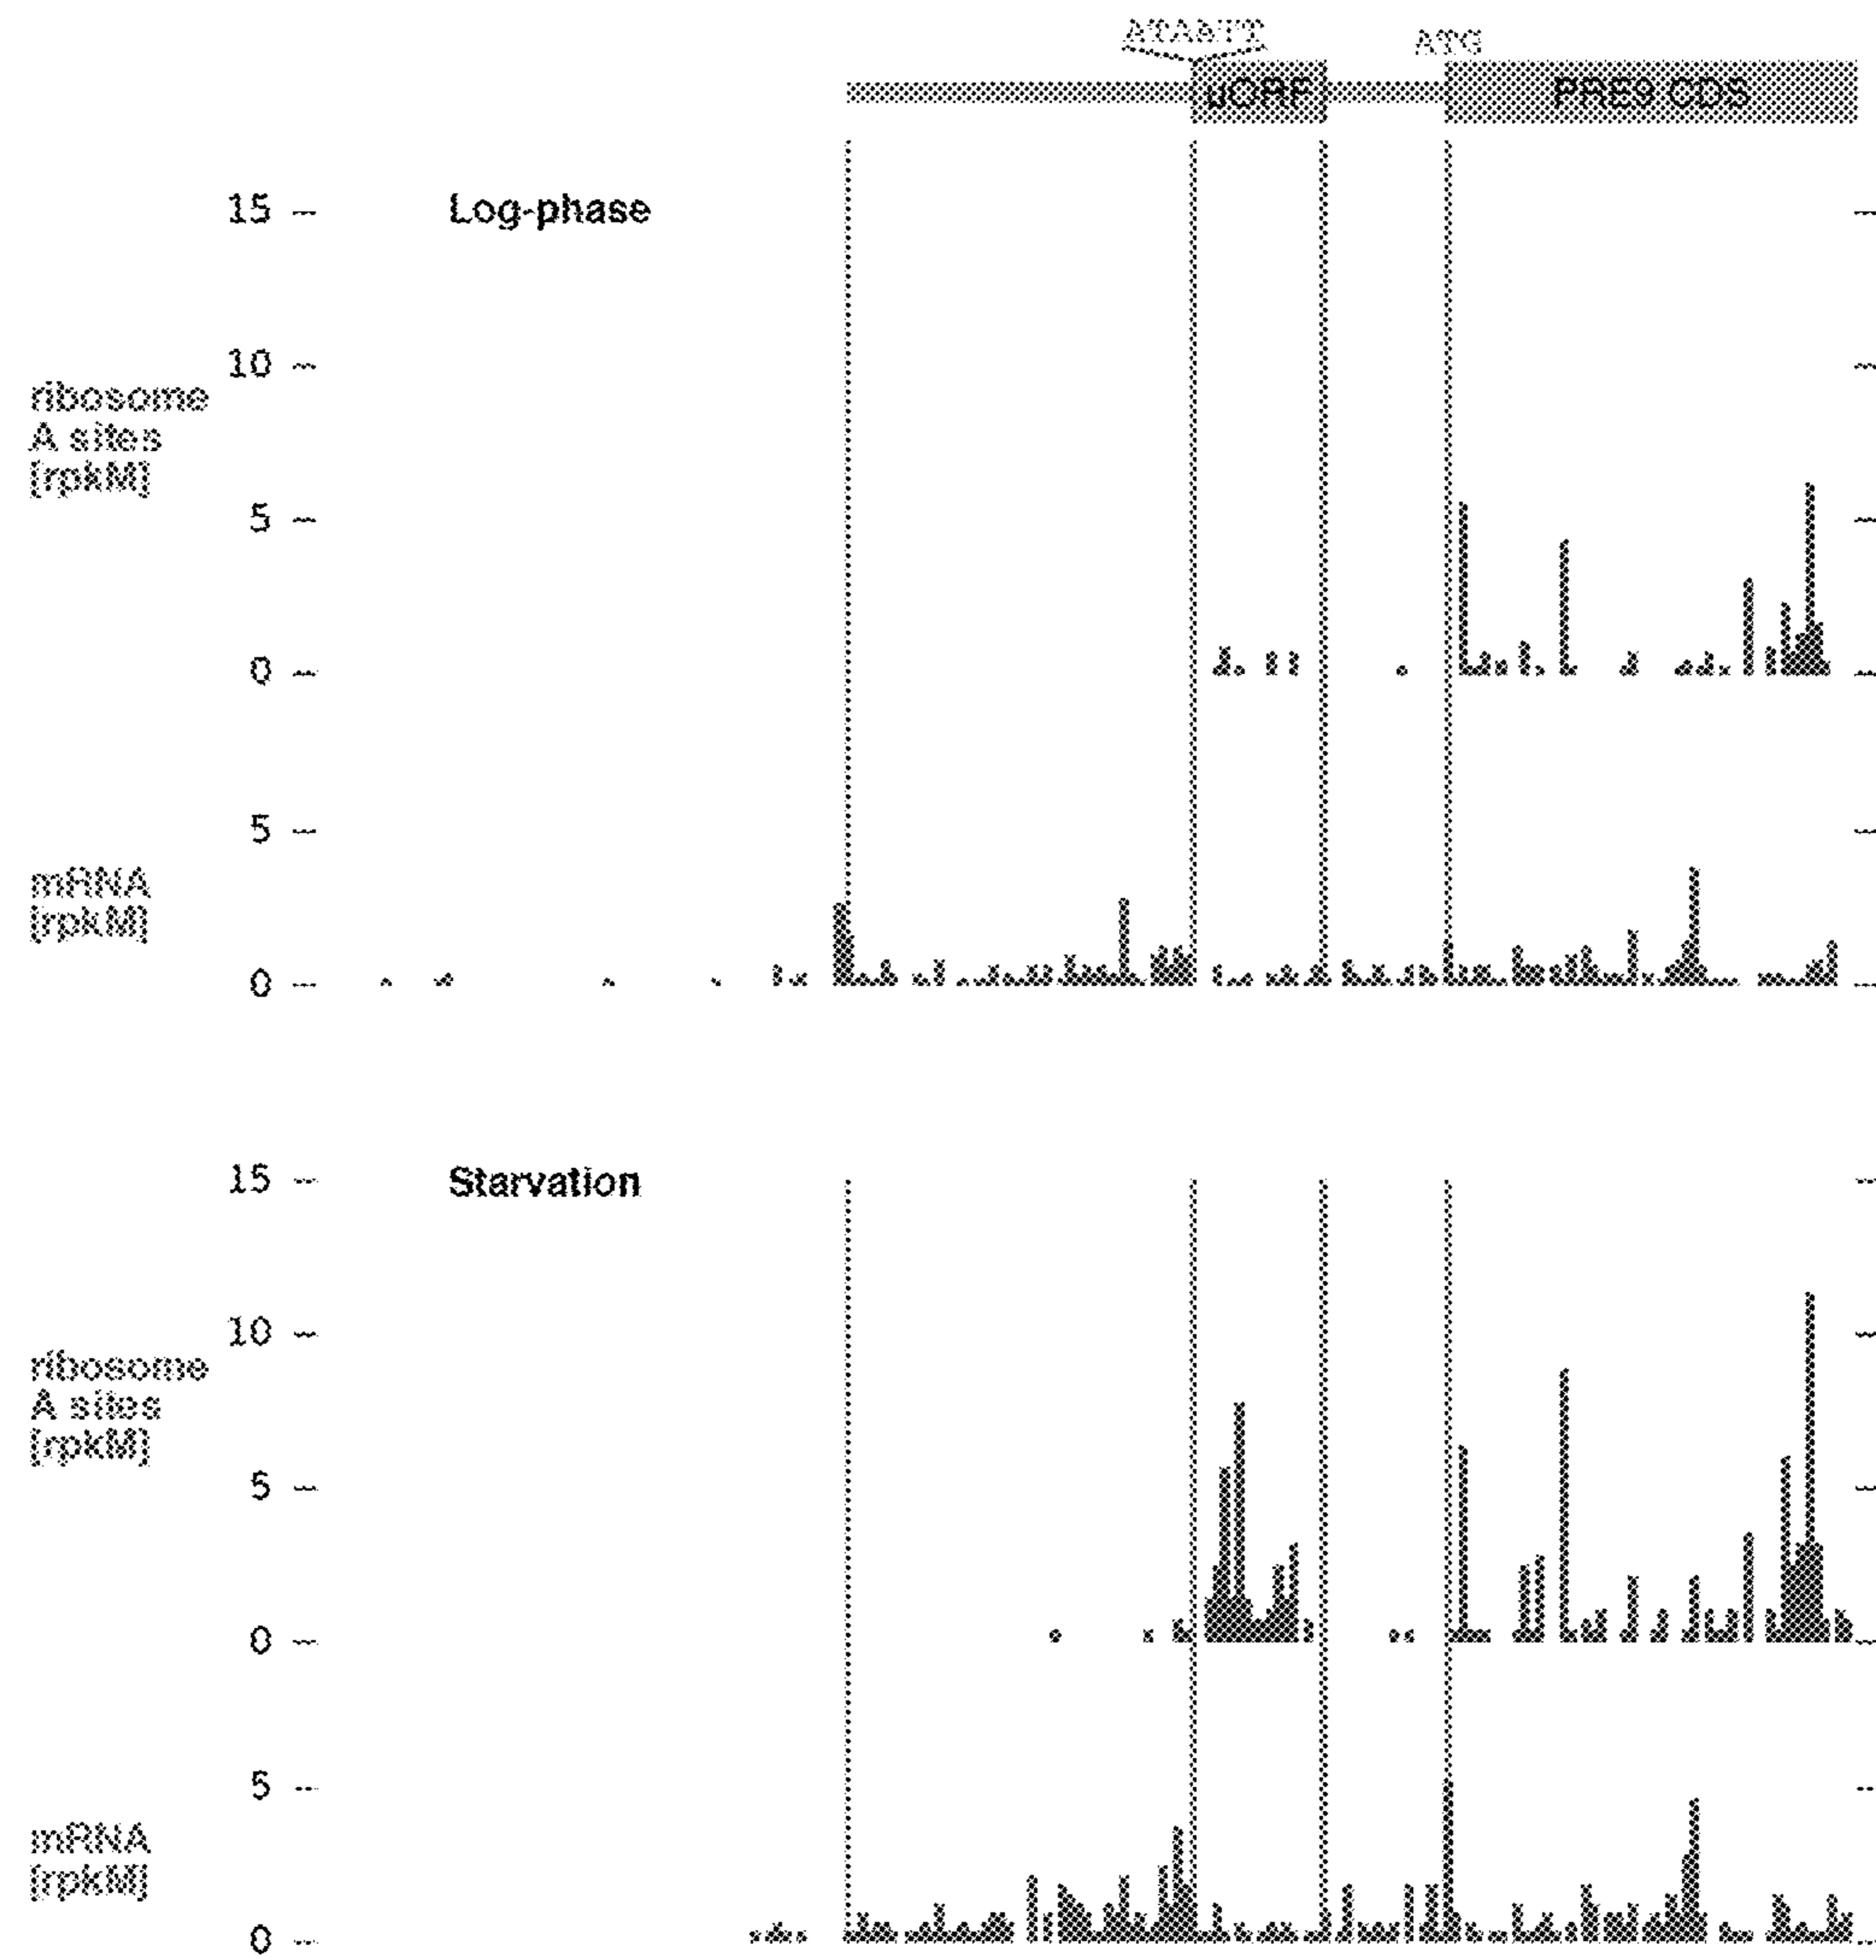 ATAATT
ATG
uORF
PRE9 CDS
Log-phase
15
10
ribosome
A sites
[rpkM]
5
0
5
mRNA
[rpkM]
0
Starvation
15
10
ribosome
A sites
[rpkM]
5
0
5
mRNA
[rpkM]
0